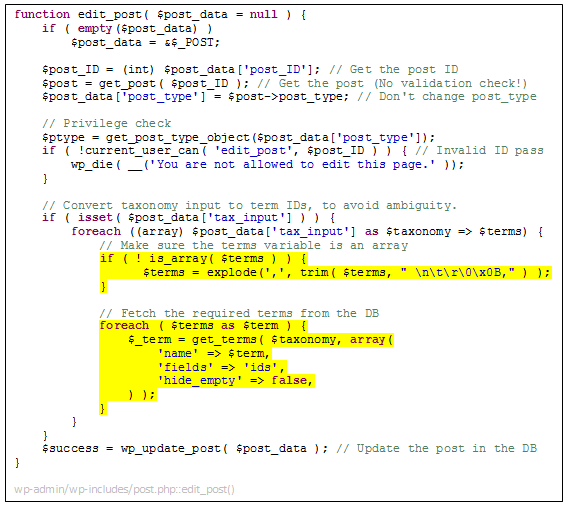 function edit_post( $post_data = null ) {
    if ( empty($post_data) )
        $post_data = &$_POST;

    $post_ID = (int) $post_data['post_ID']; // Get the post ID
    $post = get_post( $post_ID ); // Get the post (No validation check!)
    $post_data['post_type'] = $post->post_type; // Don't change post_type

    // Privilege check
    $ptype = get_post_type_object($post_data['post_type']);
    if ( !current_user_can( 'edit_post', $post_ID ) ) { // Invalid ID pass
        wp_die( __('You are not allowed to edit this page.' ));
    }

    // Convert taxonomy input to term IDs, to avoid ambiguity.
    if ( isset( $post_data['tax_input'] ) ) {
        foreach ((array) $post_data['tax_input'] as $taxonomy => $terms) {
            // Make sure the terms variable is an array
            if ( ! is_array( $terms ) ) {
                $terms = explode(',', trim( $terms, " \n\t\r\0\x0B," ) );
            }

            // Fetch the required terms from the DB
            foreach ( $terms as $term ) {
                $_term = get_terms( $taxonomy, array(
                    'name' => $term,
                    'fields' => 'ids',
                    'hide_empty' => false,
                ) );
            }
        }
    }
    $success = wp_update_post( $post_data ); // Update the post in the DB
}
wp-admin/wp-includes/post.php::edit_post()